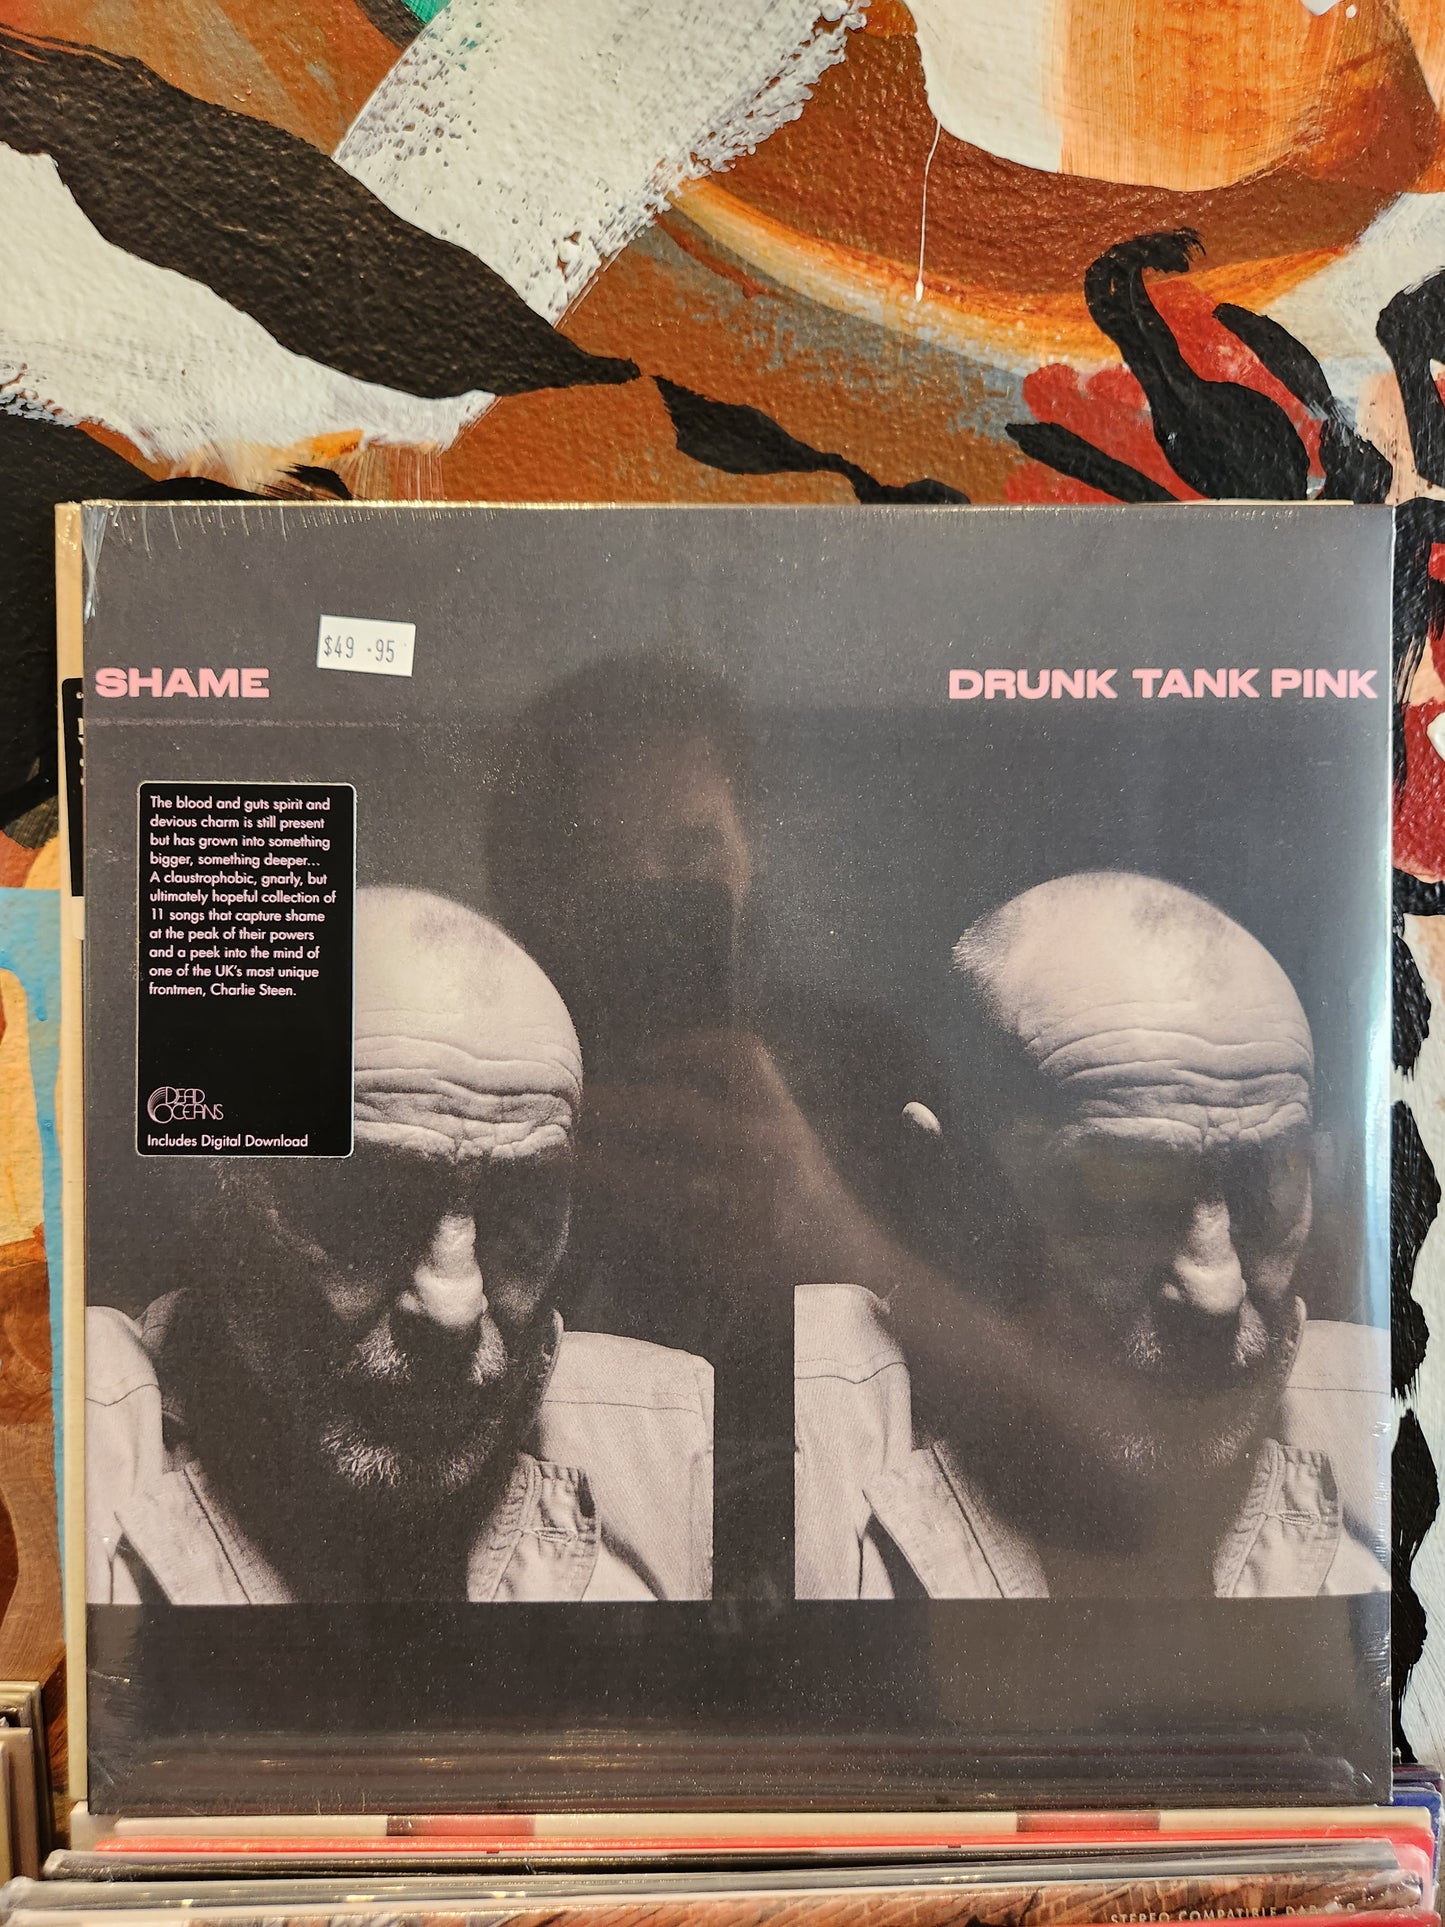 $49.95
SHAME
DRUNK TANK PINK
The blood and guts spirit and
devious charm is still present
but has grown into something
bigger, something deeper...
A claustrophobic, gnarly, but
ultimately hopeful collection of
11 songs that capture shame
at the peak of their powers
and a peek into the mind of
one of the UK's most unique
frontmen, Charlie Steen.
DEAD
OCEANS
Includes Digital Download
STEREO COMPATIBLE